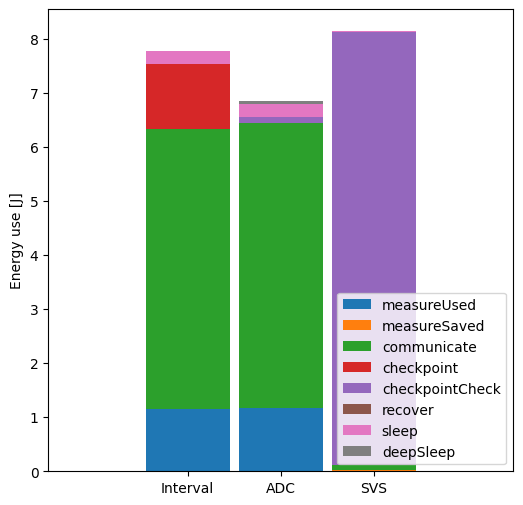 Energy use [J]
8
7
6
5
4
3
2
1
0
measureUsed
measureSaved
communicate
checkpoint
checkpointCheck
recover
sleep
deepSleep
Interval ADC SVS